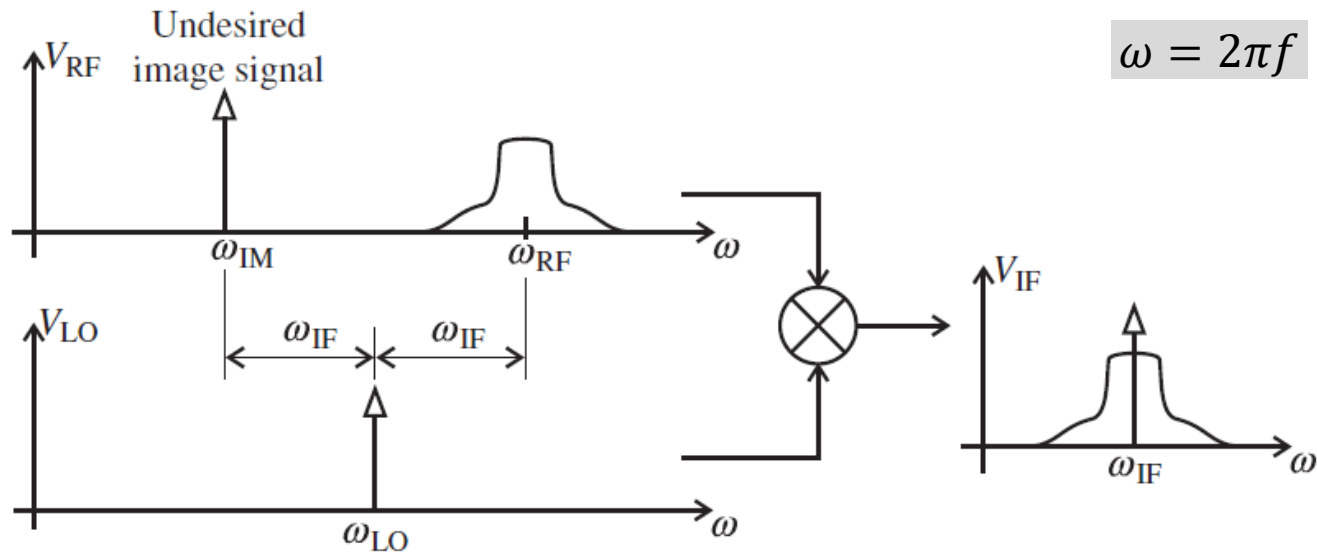 Undesired
image signal
V_RF
ω = 2πf
ω_IM
ω_RF
ω
V_LO
ω_IF
ω_IF
ω_LO
ω
V_IF
ω_IF
ω